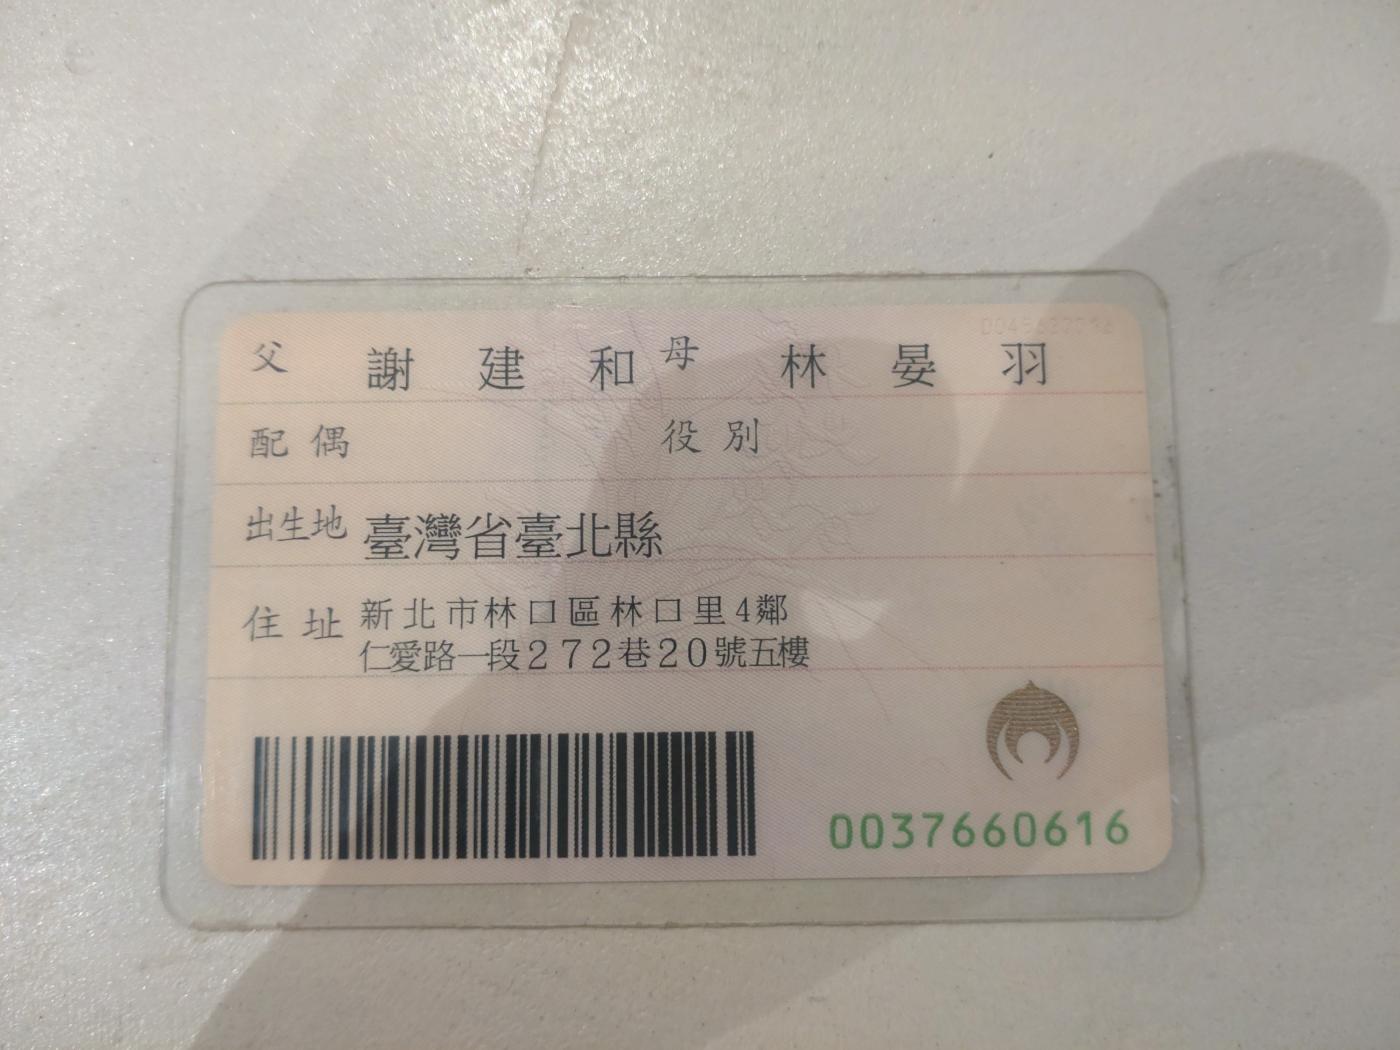 父 謝建和 母 林晏羽
配偶 役別
出生地 臺灣省臺北縣
住址 新北市林口區林口里4鄰
仁愛路一段272巷20號五樓
0037660616